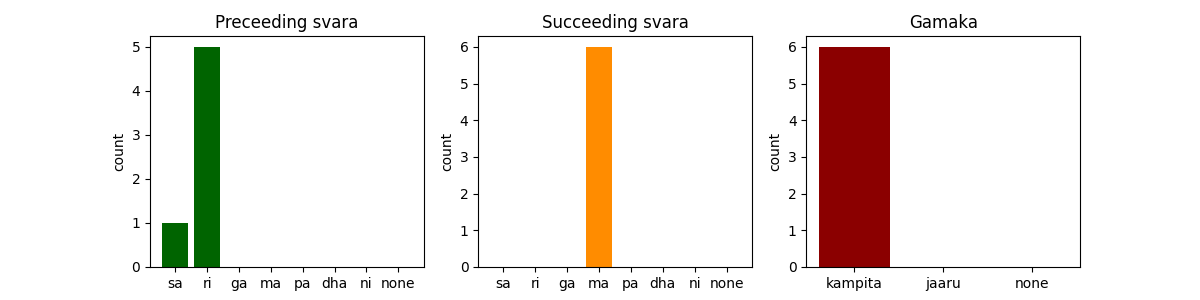 Preceeding svara
count
5
4
3
2
1
0
sa ri ga ma pa dha ni none
Succeeding svara
count
6
5
4
3
2
1
0
sa ri ga ma pa dha ni none
Gamaka
count
6
5
4
3
2
1
0
kampita jaaru none